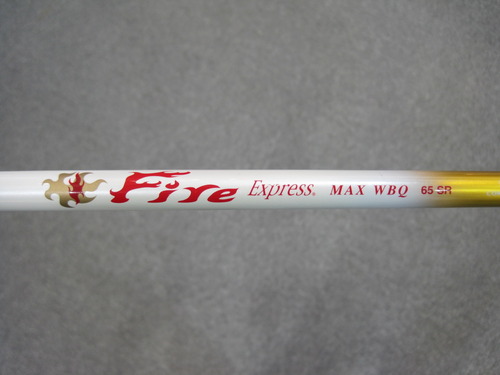 Fire Express® MAX WBQ 65 SR